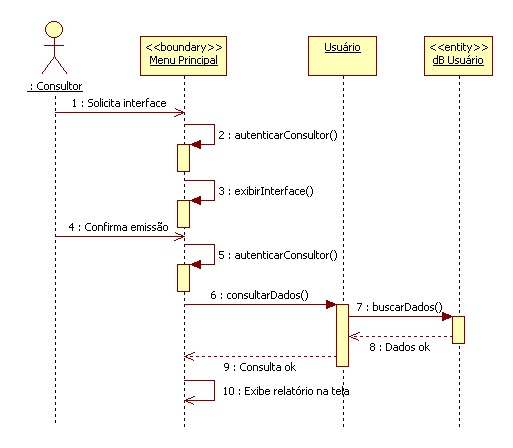 <<boundary>>
Menu Principal
Usuário
<<entity>>
dB Usuário
: Consultor
1 : Solicita interface
2 : autenticarConsultor()
3 : exibirInterface()
4 : Confirma emissão
5 : autenticarConsultor()
6 : consultarDados()
7 : buscarDados()
8 : Dados ok
9 : Consulta ok
10 : Exibe relatório na tela